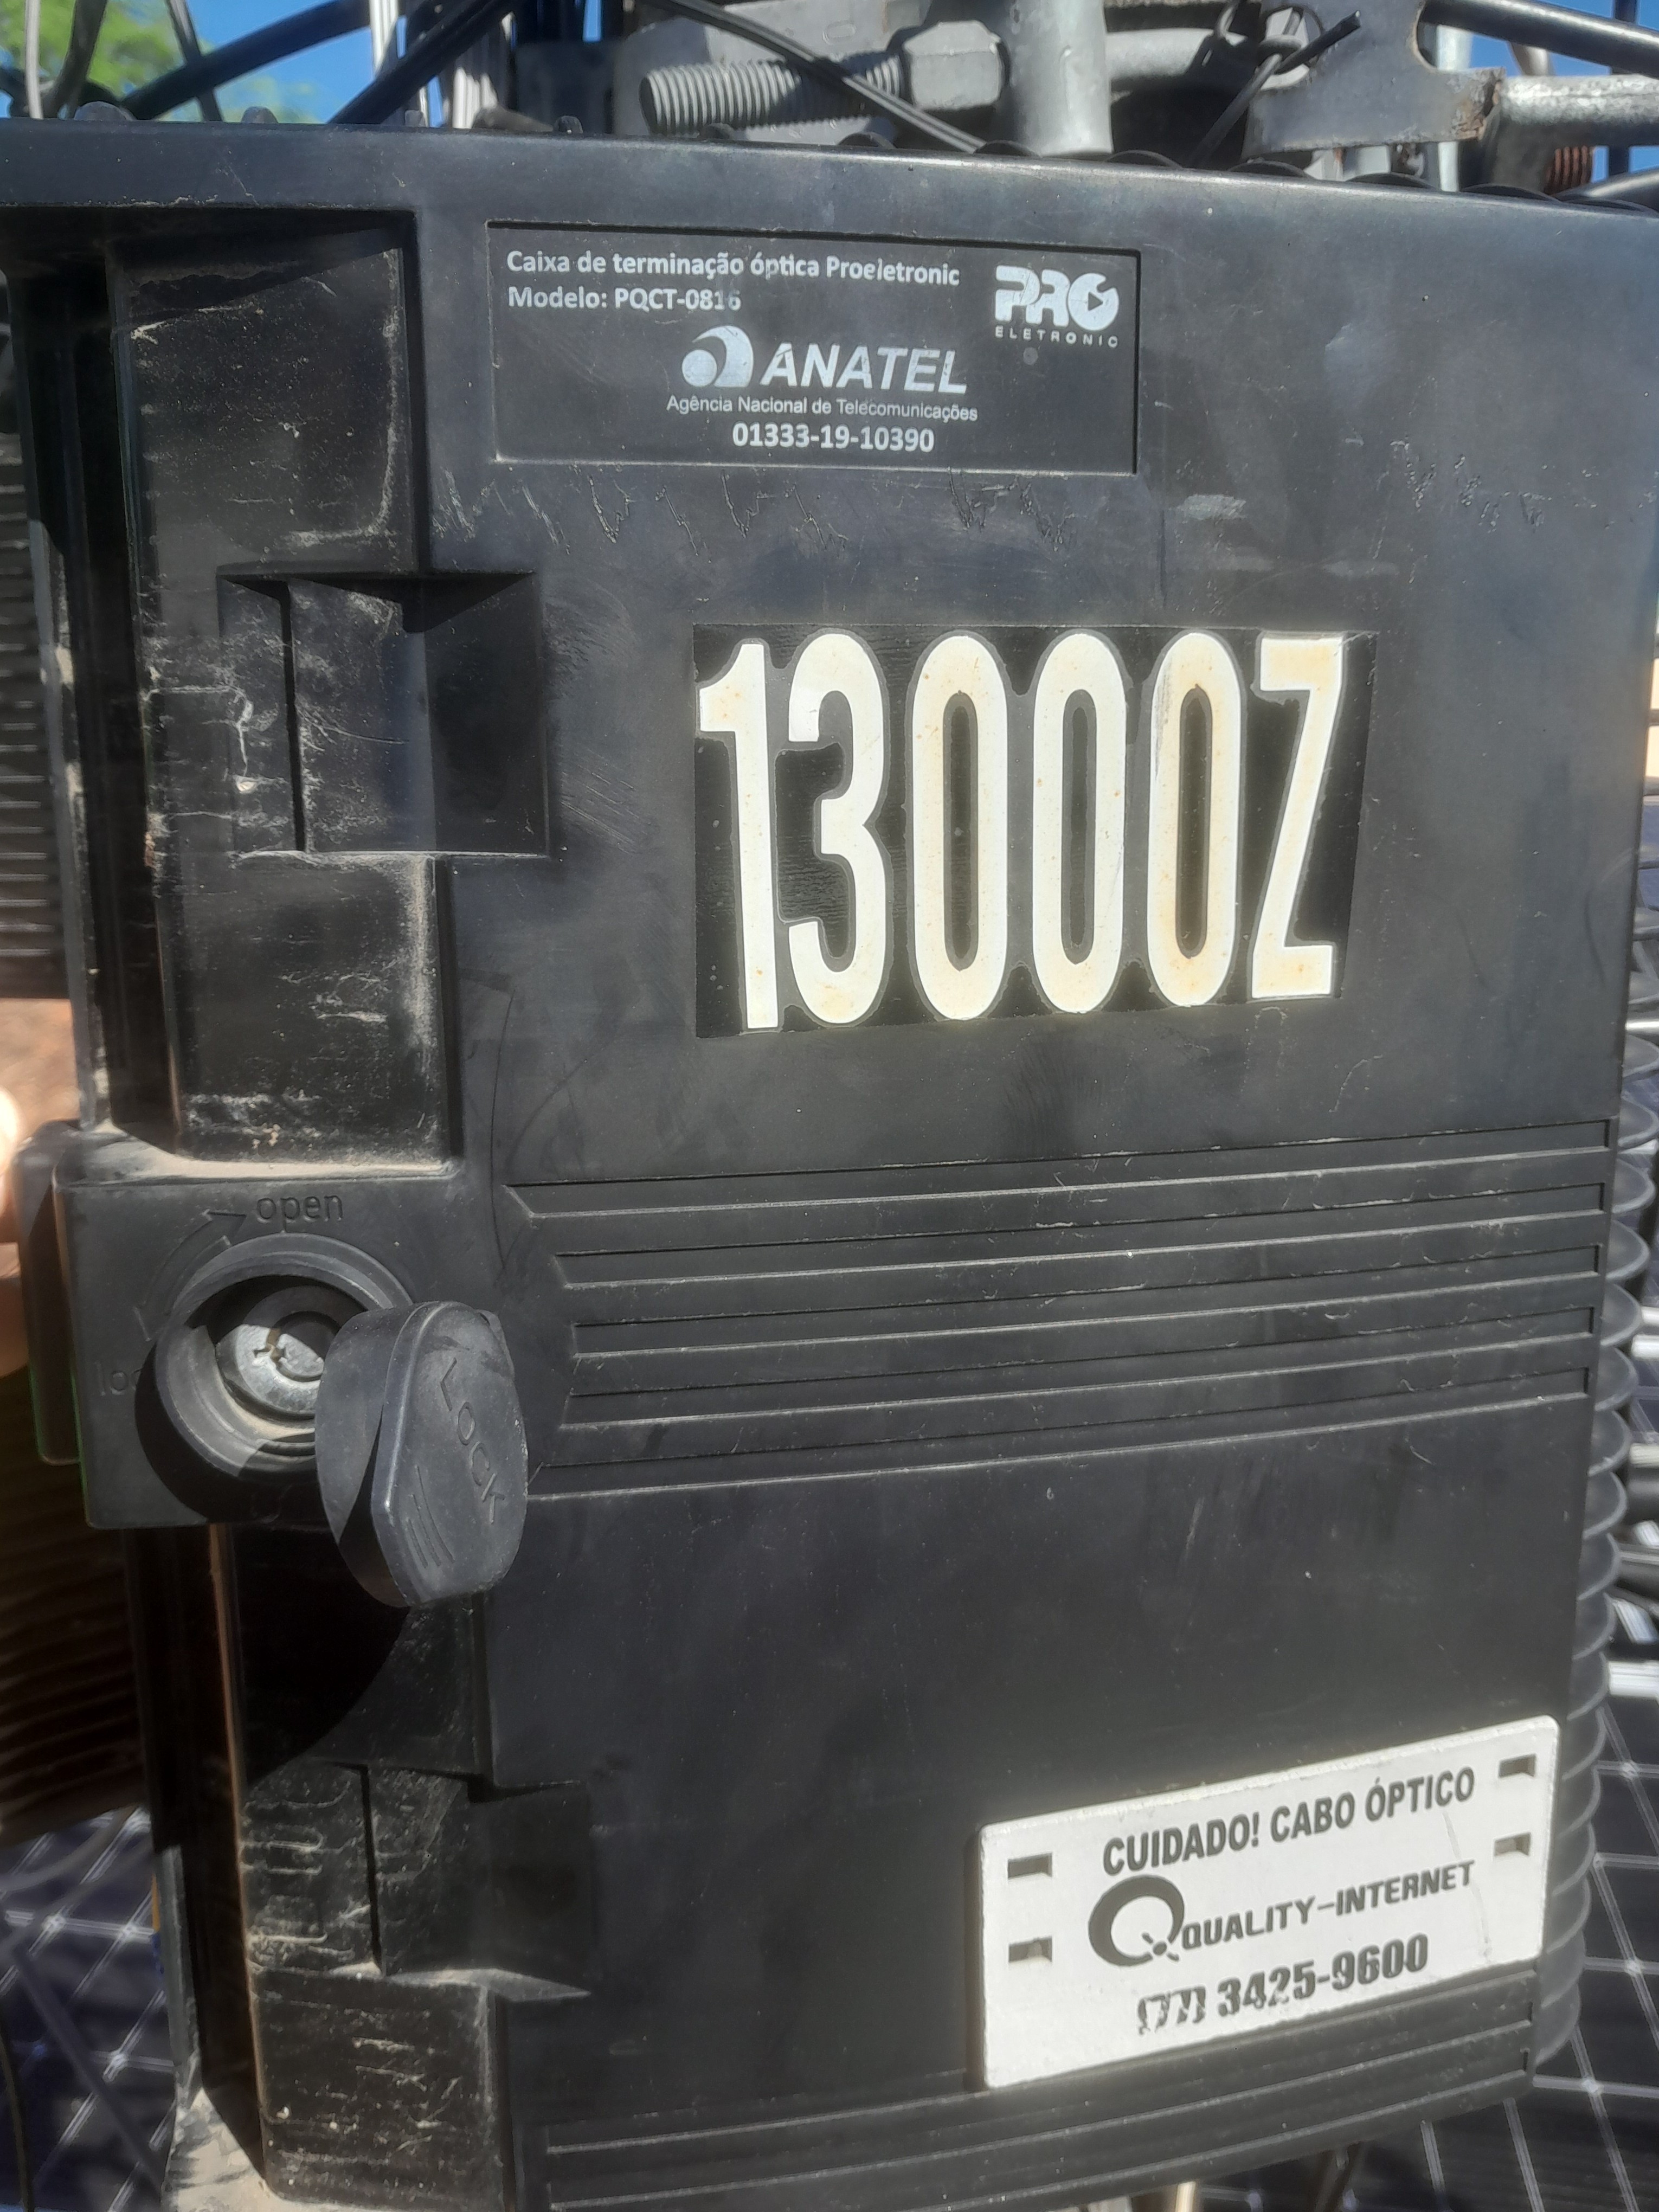 Caixa de terminação óptica Proeletronic
Modelo: PQCT-0816
PRO
ELETRONIC
ANATEL
Agência Nacional de Telecomunicações
01333-19-10390
13000Z
open
Lock
CUIDADO! CABO ÓPTICO
QUALITY-INTERNET
(77) 3425-9600